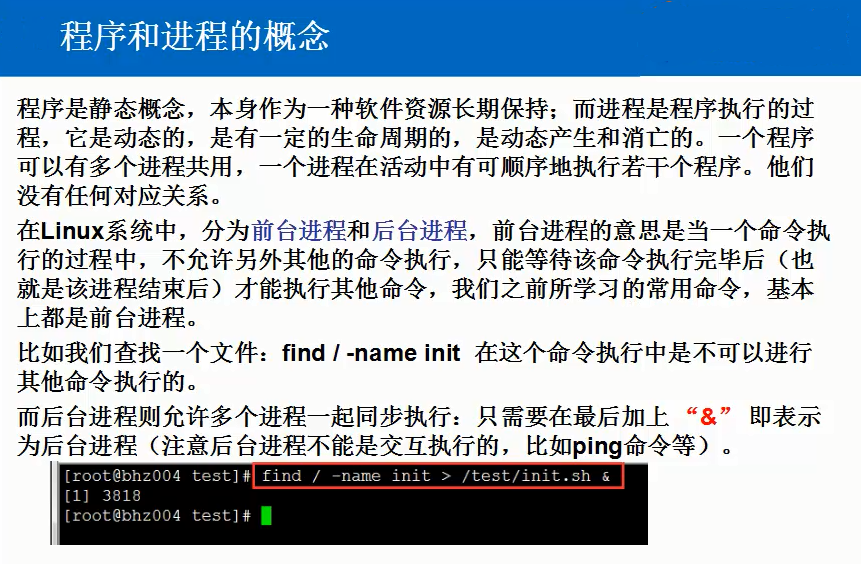 程序和进程的概念
程序是静态概念，本身作为一种软件资源长期保持；而进程是程序执行的过
程，它是动态的，是有一定的生命周期的，是动态产生和消亡的。一个程序
可以有多个进程共用，一个进程在活动中有可顺序地执行若干个程序。他们
没有任何对应关系。
在Linux系统中，分为前台进程和后台进程，前台进程的意思是当一个命令执
行的过程中，不允许另外其他的命令执行，只能等待该命令执行完毕后（也
就是该进程结束后）才能执行其他命令，我们之前所学习的常用命令，基本
上都是前台进程。
比如我们查找一个文件：find / -name init 在这个命令执行中是不可以进行
其他命令执行的。
而后台进程则允许多个进程一起同步执行：只需要在最后加上 “&” 即表示
为后台进程（注意后台进程不能是交互执行的，比如ping命令等）。
[root@bhz004 test]# find / -name init > /test/init.sh &
[1] 3818
[root@bhz004 test]#